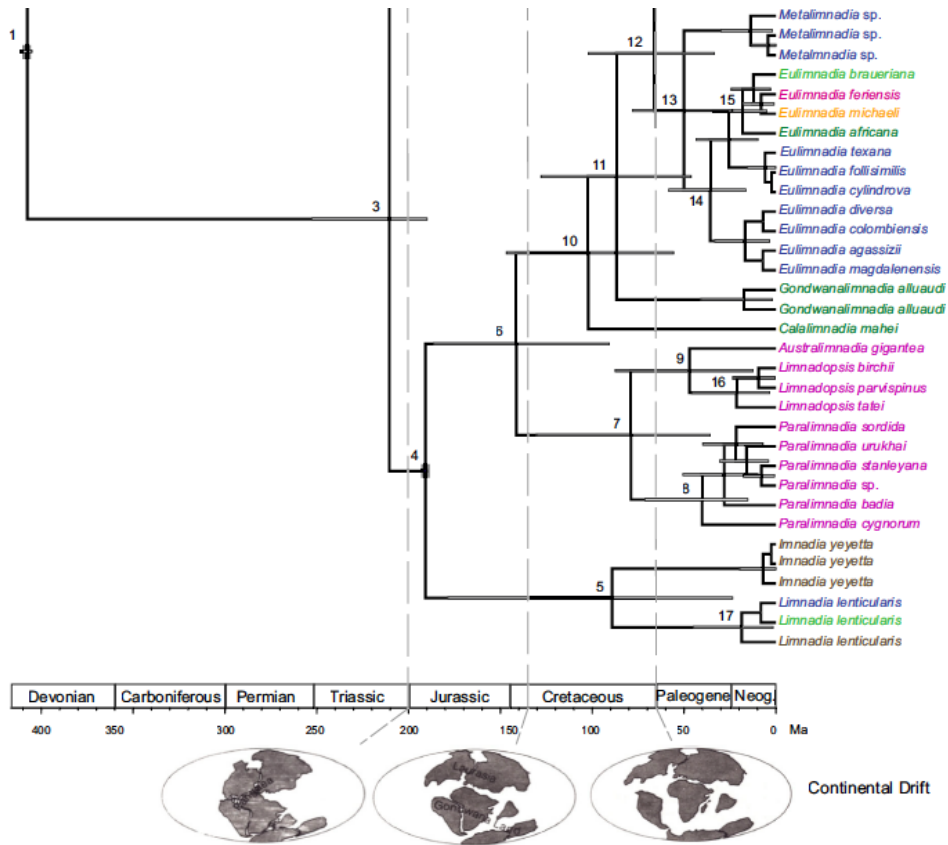 1
12
Metalimnadia sp.
Metalimnadia sp.
Metalmnadia sp.
13
15
Eulimnadia braueriana
Eulimnadia feriensis
Eulimnadia michaeli
Eulimnadia africana
11
14
Eulimnadia texana
Eulimnadia follisimilis
Eulimnadia cylindrova
3
Eulimnadia diversa
Eulimnadia colombiensis
10
Eulimnadia agassizii
Eulimnadia magdalenensis
Gondwanalimnadia alluaudi
Gondwanalimnadia alluaudi
6
Calalimnadia mahei
9
Australimnadia gigantea
Limnadopsis birchii
16
Limnadopsis parvispinus
Limnadopsis tatei
7
Paralimnadia sordida
Paralimnadia urukhai
4
Paralimnadia stanleyana
8
Paralimnadia sp.
Paralimnadia badia
Paralimnadia cygnorum
Imnadia yeyetta
Imnadia yeyetta
Imnadia yeyetta
5
Limnadia lenticularis
17
Limnadia lenticularis
Limnadia lenticularis
Devonian Carboniferous Permian Triassic Jurassic Cretaceous Paleogene Neog.
400 350 300 250 200 150 100 50 0 Ma
Laurasia
Gondwana Land
Continental Drift